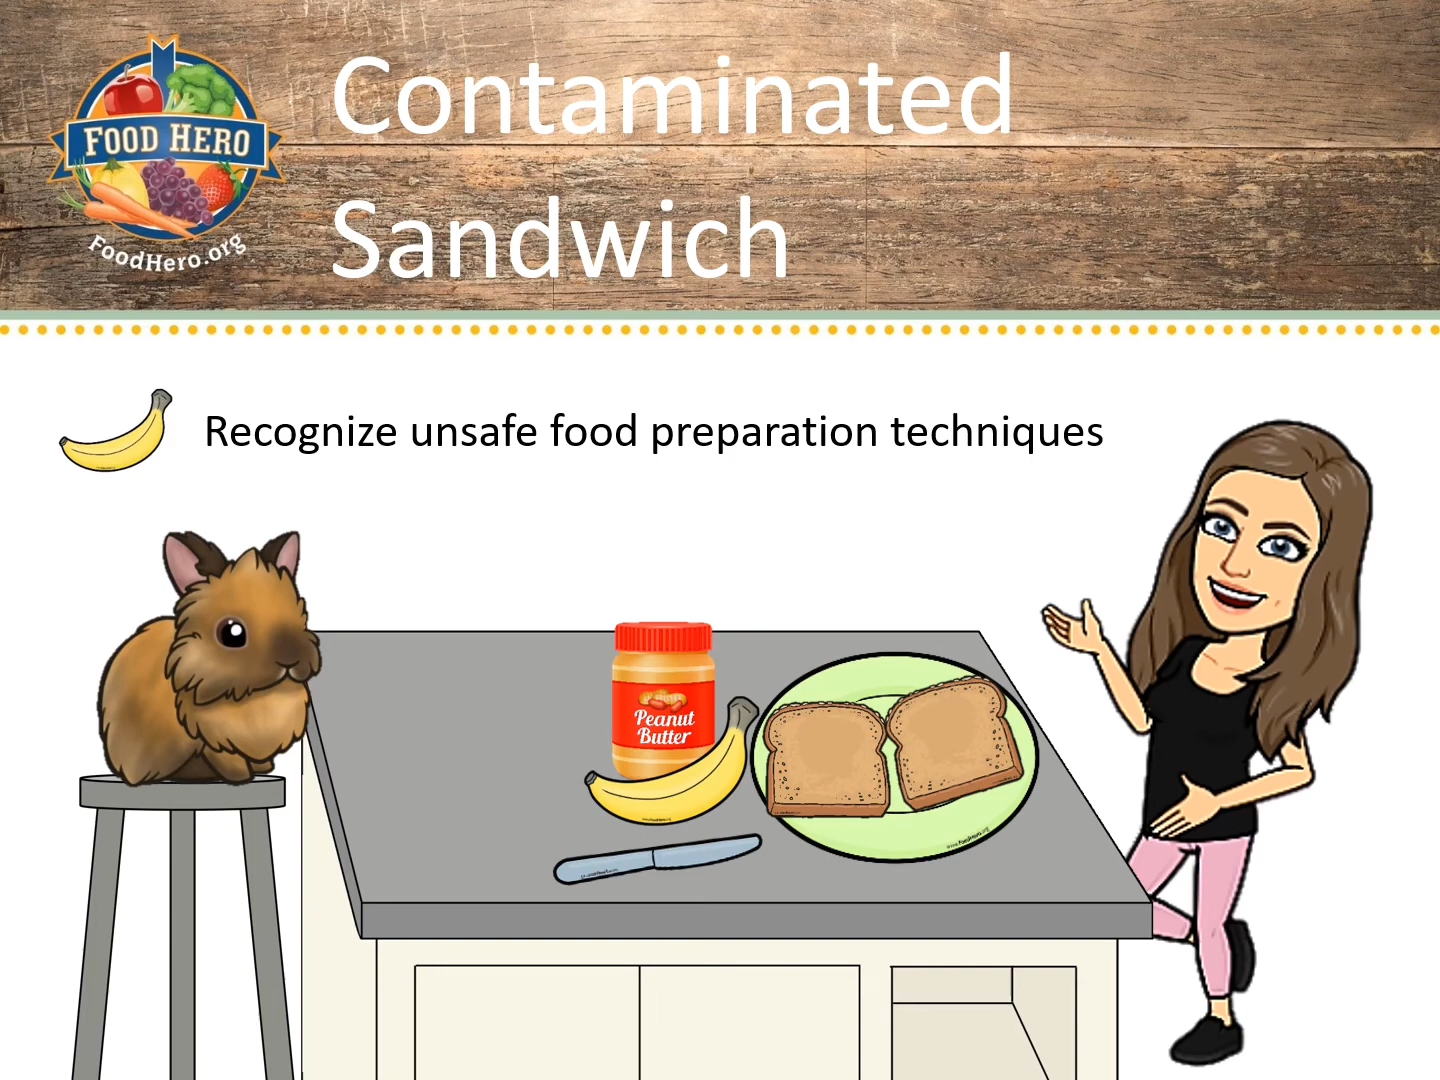 Contaminated
Sandwich
FOOD HERO
FoodHero.org
Recognize unsafe food preparation techniques
Peanut
Butter